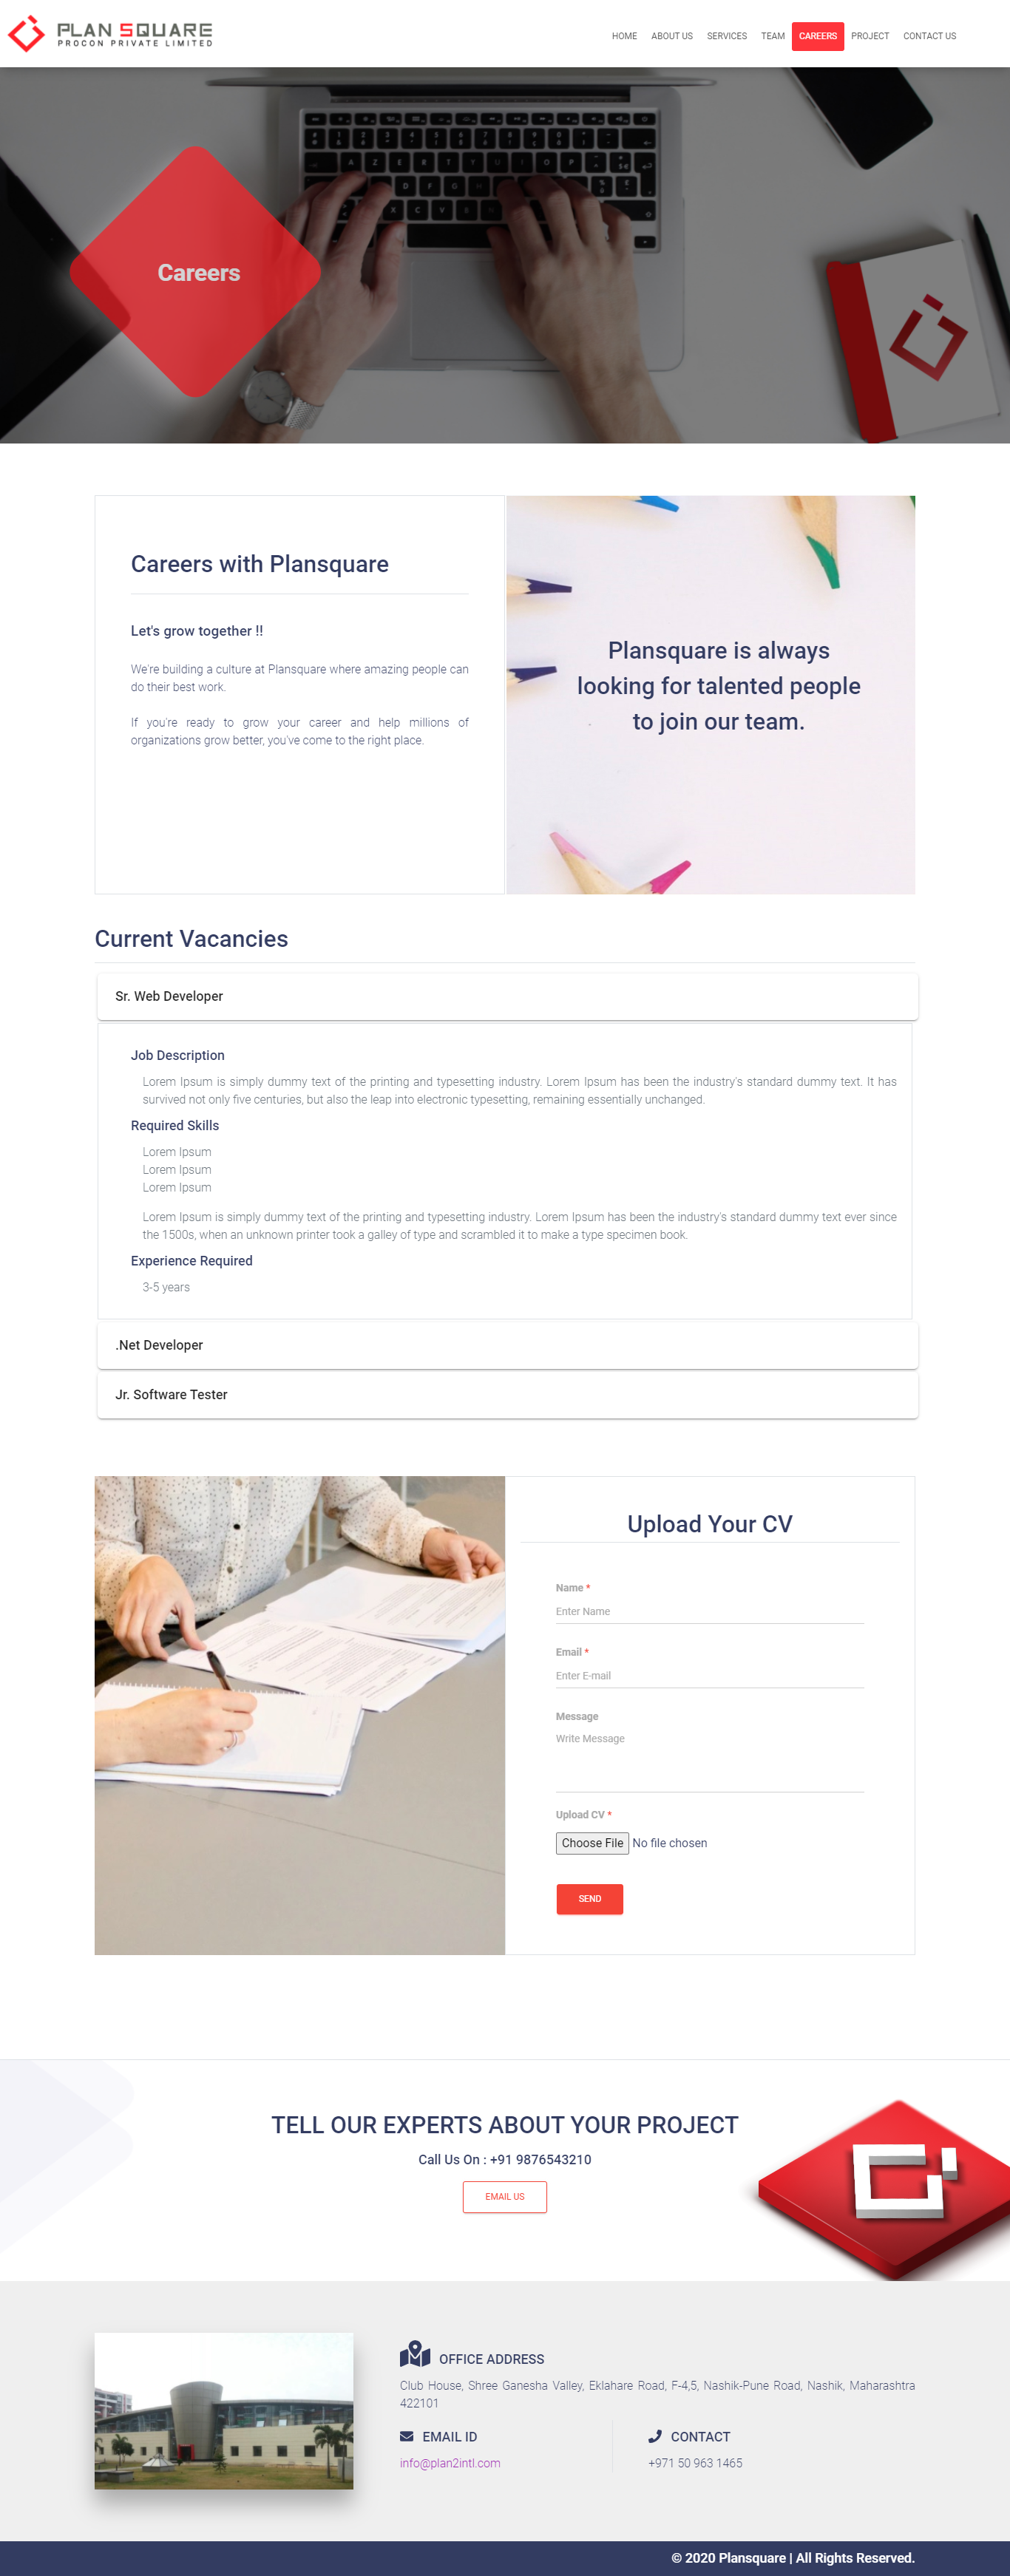 PLAN SQUARE
PROCON PRIVATE LIMITED
HOME ABOUT US SERVICES TEAM CAREERS PROJECT CONTACT US
Careers
Careers with Plansquare
Let's grow together !!
We're building a culture at Plansquare where amazing people can
do their best work.
If you're ready to grow your career and help millions of
organizations grow better, you've come to the right place.
Plansquare is always
looking for talented people
to join our team.
Current Vacancies
Sr. Web Developer
Job Description
Lorem Ipsum is simply dummy text of the printing and typesetting industry. Lorem Ipsum has been the industry's standard dummy text. It has
survived not only five centuries, but also the leap into electronic typesetting, remaining essentially unchanged.
Required Skills
Lorem Ipsum
Lorem Ipsum
Lorem Ipsum
Lorem Ipsum is simply dummy text of the printing and typesetting industry. Lorem Ipsum has been the industry's standard dummy text ever since
the 1500s, when an unknown printer took a galley of type and scrambled it to make a type specimen book.
Experience Required
3-5 years
.Net Developer
Jr. Software Tester
Upload Your CV
Name *
Enter Name
Email *
Enter E-mail
Message
Write Message
Upload CV *
Choose File No file chosen
SEND
TELL OUR EXPERTS ABOUT YOUR PROJECT
Call Us On : +91 9876543210
EMAIL US
OFFICE ADDRESS
Club House, Shree Ganesha Valley, Eklahare Road, F-4,5, Nashik-Pune Road, Nashik, Maharashtra
422101
EMAIL ID
info@plan2intl.com
CONTACT
+971 50 963 1465
© 2020 Plansquare | All Rights Reserved.